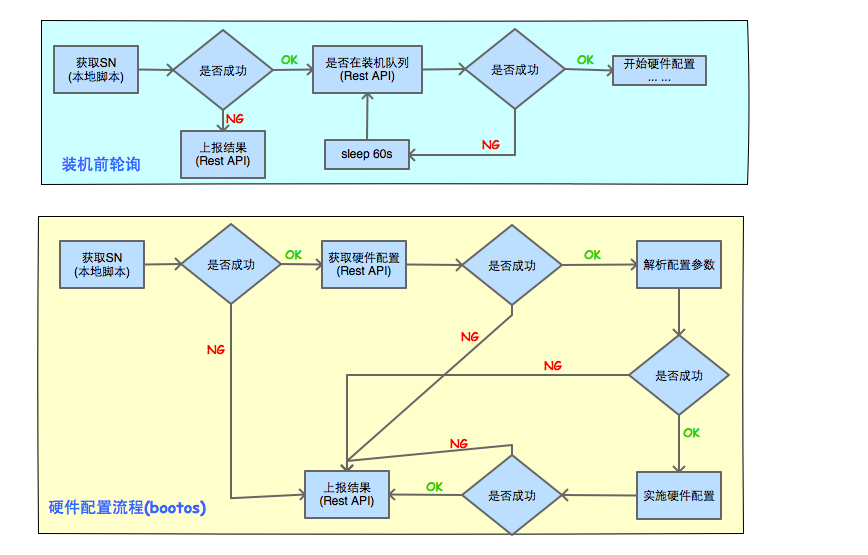 获取SN
(本地脚本)
是否成功
OK
是否在装机队列
(Rest API)
是否成功
OK
开始硬件配置
... ...
NG
上报结果
(Rest API)
sleep 60s
NG
装机前轮询
获取SN
(本地脚本)
是否成功
OK
获取硬件配置
(Rest API)
是否成功
OK
解析配置参数
NG
NG
NG
是否成功
OK
NG
上报结果
(Rest API)
OK
是否成功
实施硬件配置
硬件配置流程(bootos)